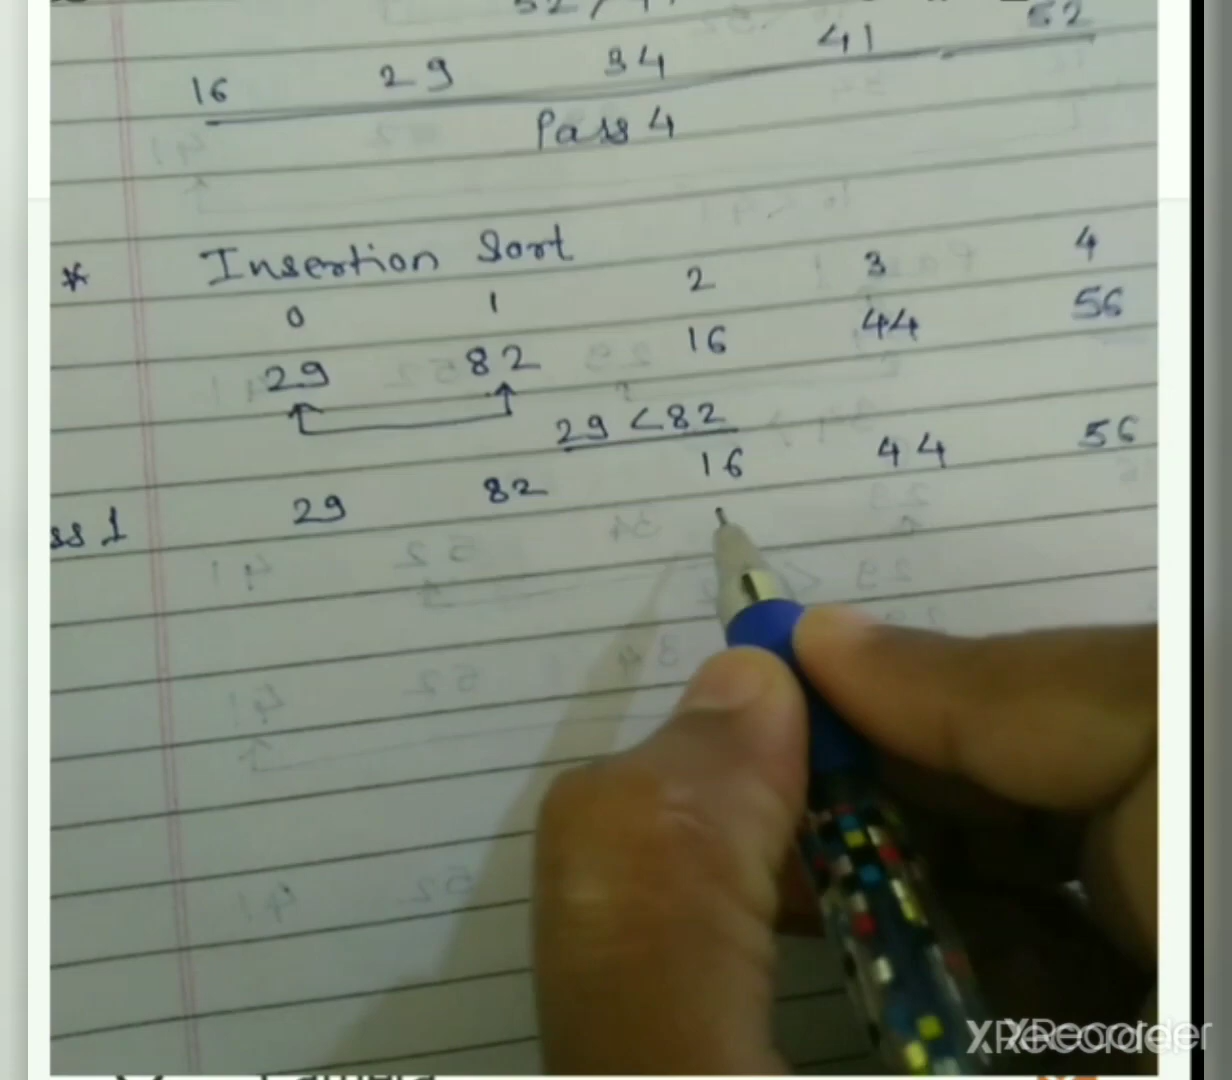 16 29 34 41 52
Pass 4
* Insertion Sort
0 1 2 3 4
29 82 16 44 56
29 < 82
ss 1 29 82 16 44 56
XRecorder